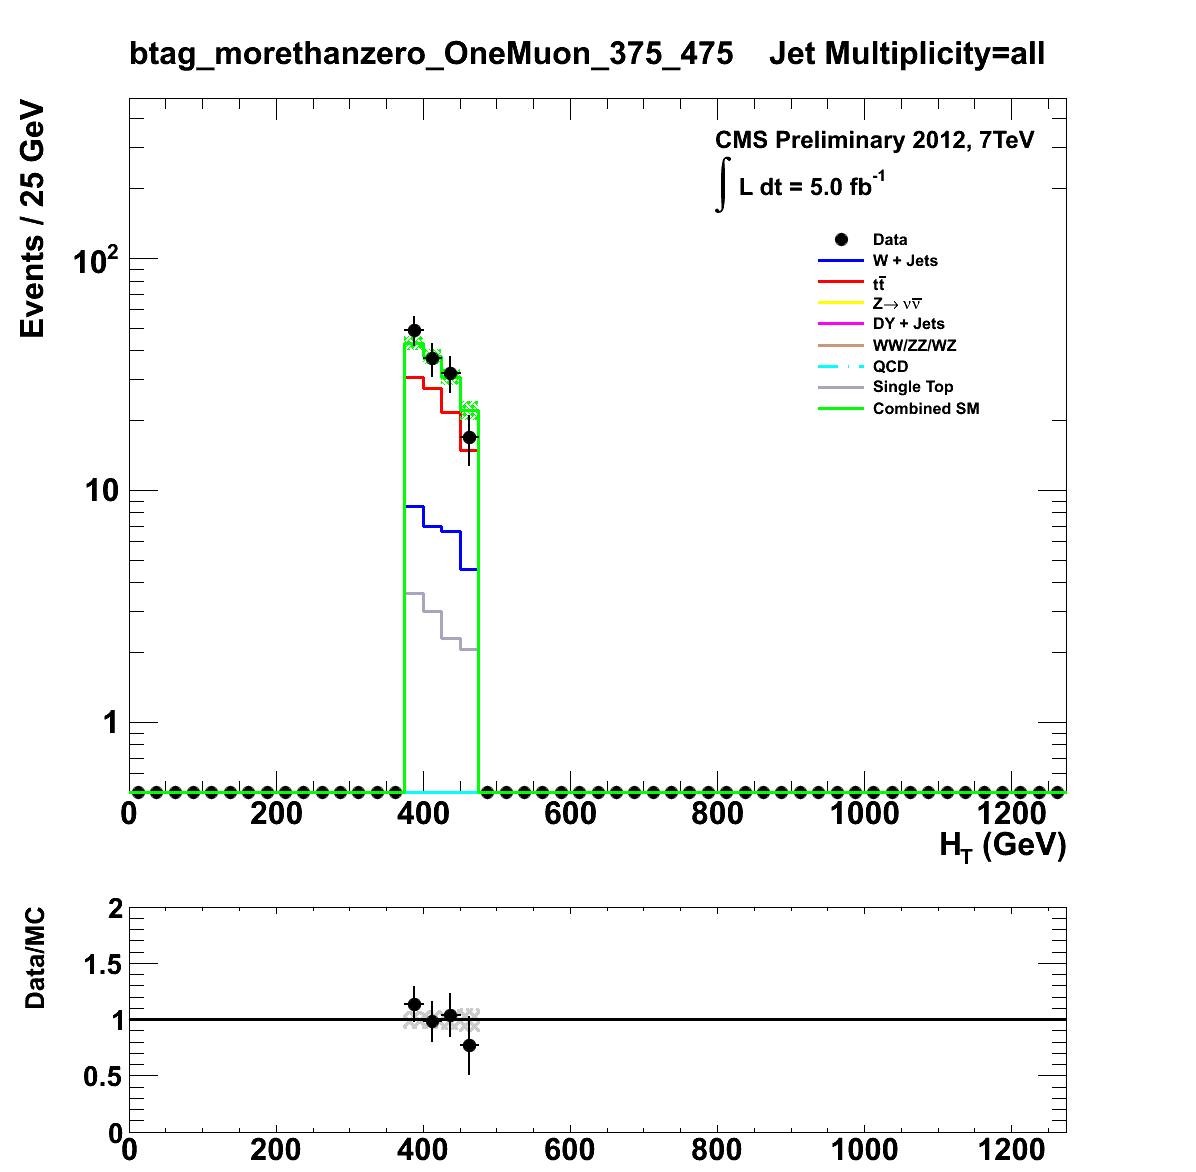 btag_morethanzero_OneMuon_375_475 Jet Multiplicity=all
Events / 25 GeV
CMS Preliminary 2012, 7TeV
∫ L dt = 5.0 fb⁻¹
Data
W + Jets
tt̅
Z→ νν̅
DY + Jets
WW/ZZ/WZ
QCD
Single Top
Combined SM
10²
10
1
0 200 400 600 800 1000 1200
H_T (GeV)
Data/MC
2
1.5
1
0.5
0
0 200 400 600 800 1000 1200